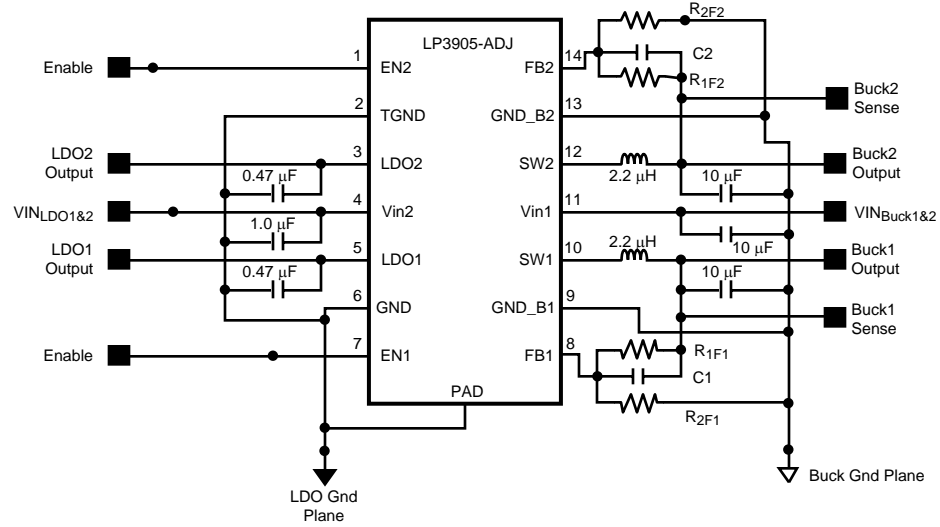 R2F2
LP3905-ADJ
Enable
1
EN2
14
FB2
C2
R1F2
Buck2
Sense
2
TGND
13
GND_B2
LDO2
Output
3
LDO2
0.47 μF
12
SW2
2.2 μH
10 μF
Buck2
Output
VINLDO1&2
4
Vin2
1.0 μF
11
Vin1
VINBuck1&2
LDO1
Output
5
LDO1
0.47 μF
10
SW1
2.2 μH
10 μF
10 μF
Buck1
Output
6
GND
9
GND_B1
Buck1
Sense
Enable
7
EN1
8
FB1
R1F1
C1
R2F1
PAD
LDO Gnd
Plane
Buck Gnd Plane